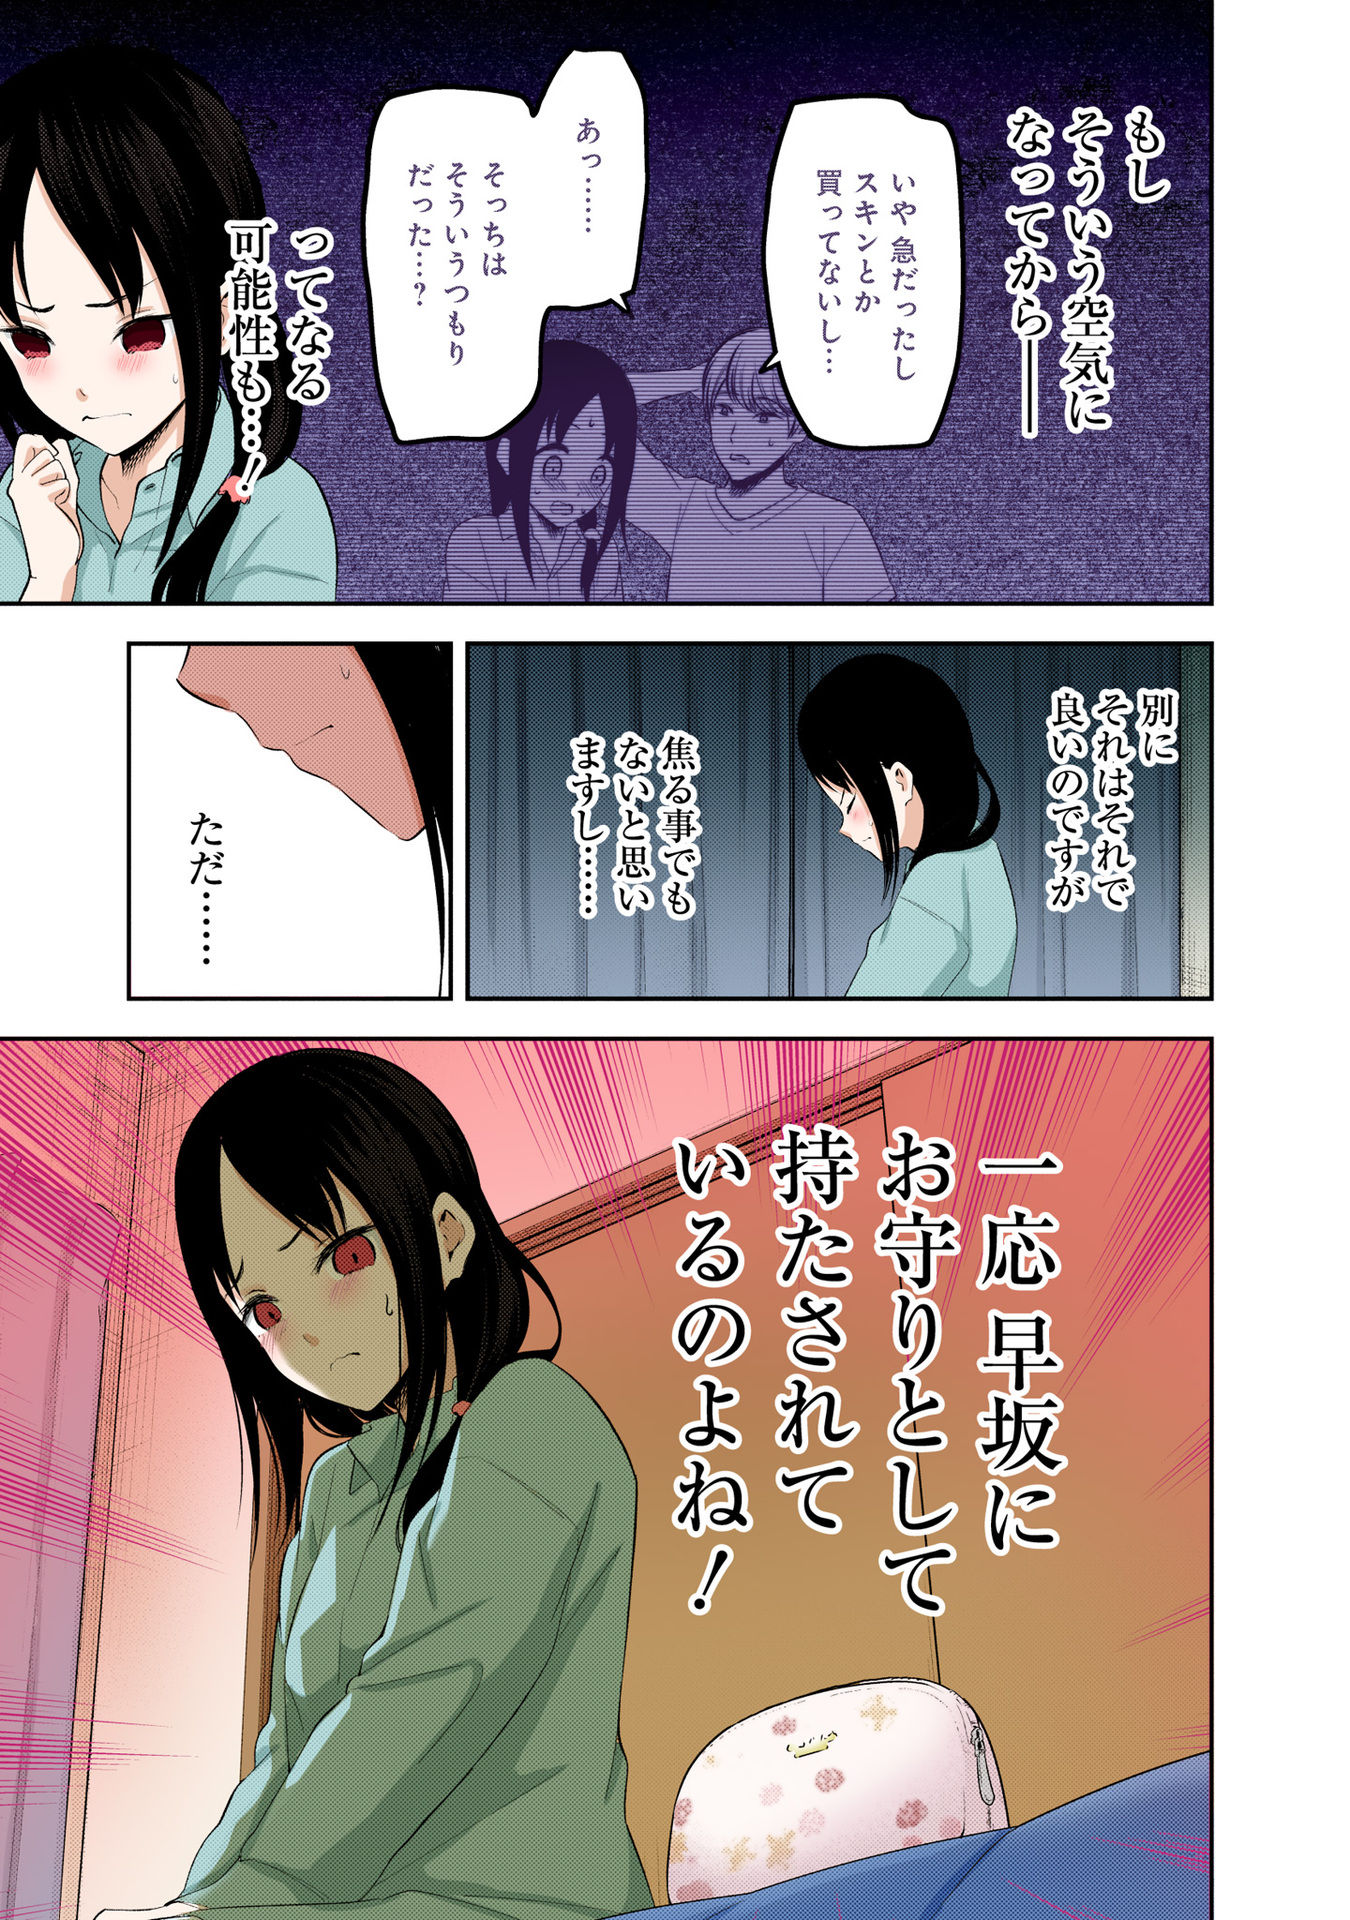 もし
そういう空気に
なってから――
いや 急だったし
スキンとか
買ってないし…
あっ……
そっちは
そういうつもり
だった…？
ってなる
可能性も…！
別に
それはそれで
良いのですが
焦る事でも
ないと思い
ますし……
ただ……
一応 早坂に
お守りとして
持たされて
いるのよね！